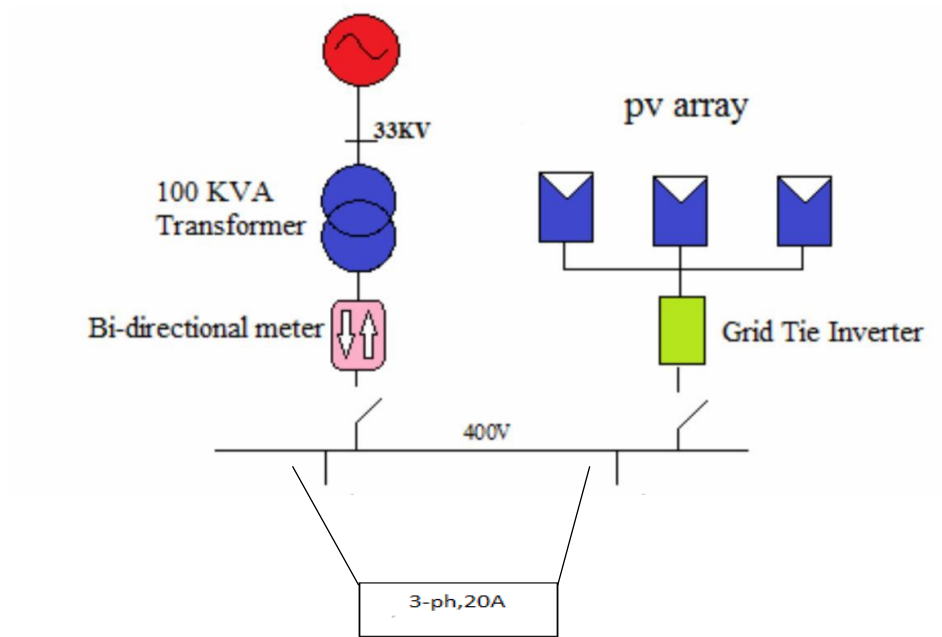 33KV
pv array
100 KVA
Transformer
Bi-directional meter
Grid Tie Inverter
400V
3-ph,20A